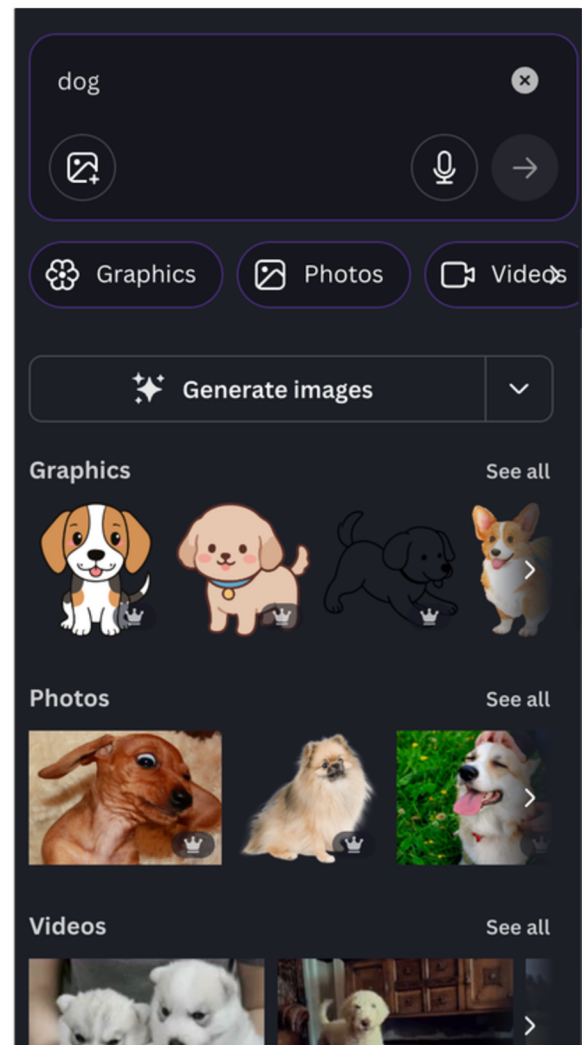 dog
Graphics Photos Videos
Generate images
Graphics See all
Photos See all
Videos See all